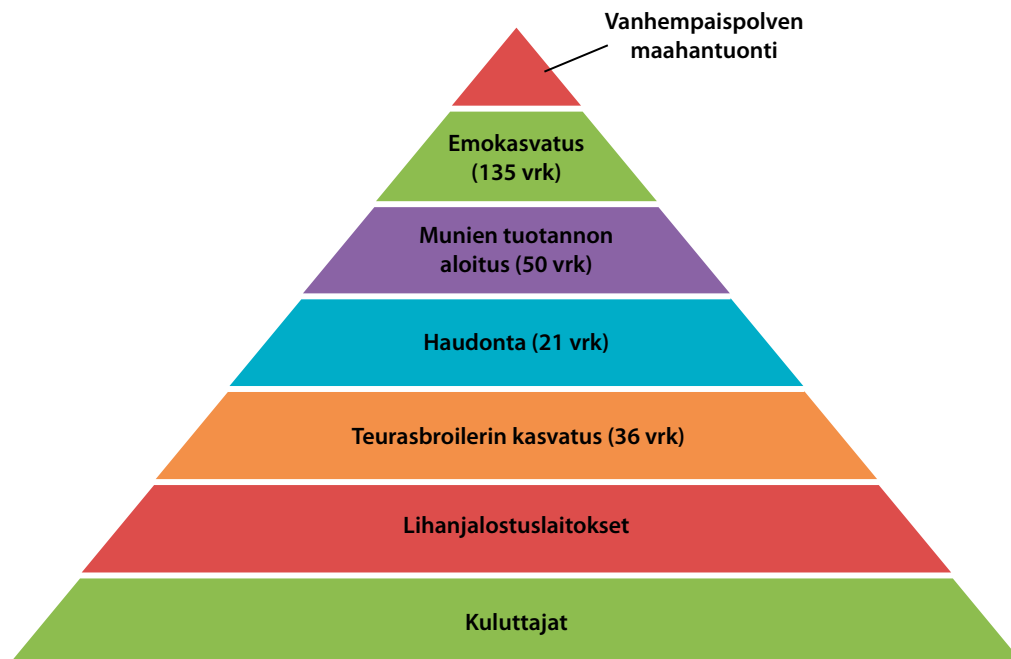 Vanhempaispolven
maahantuonti
Emokasvatus
(135 vrk)
Munien tuotannon
aloitus (50 vrk)
Haudonta (21 vrk)
Teurasbroilerin kasvatus (36 vrk)
Lihanjalostuslaitokset
Kuluttajat